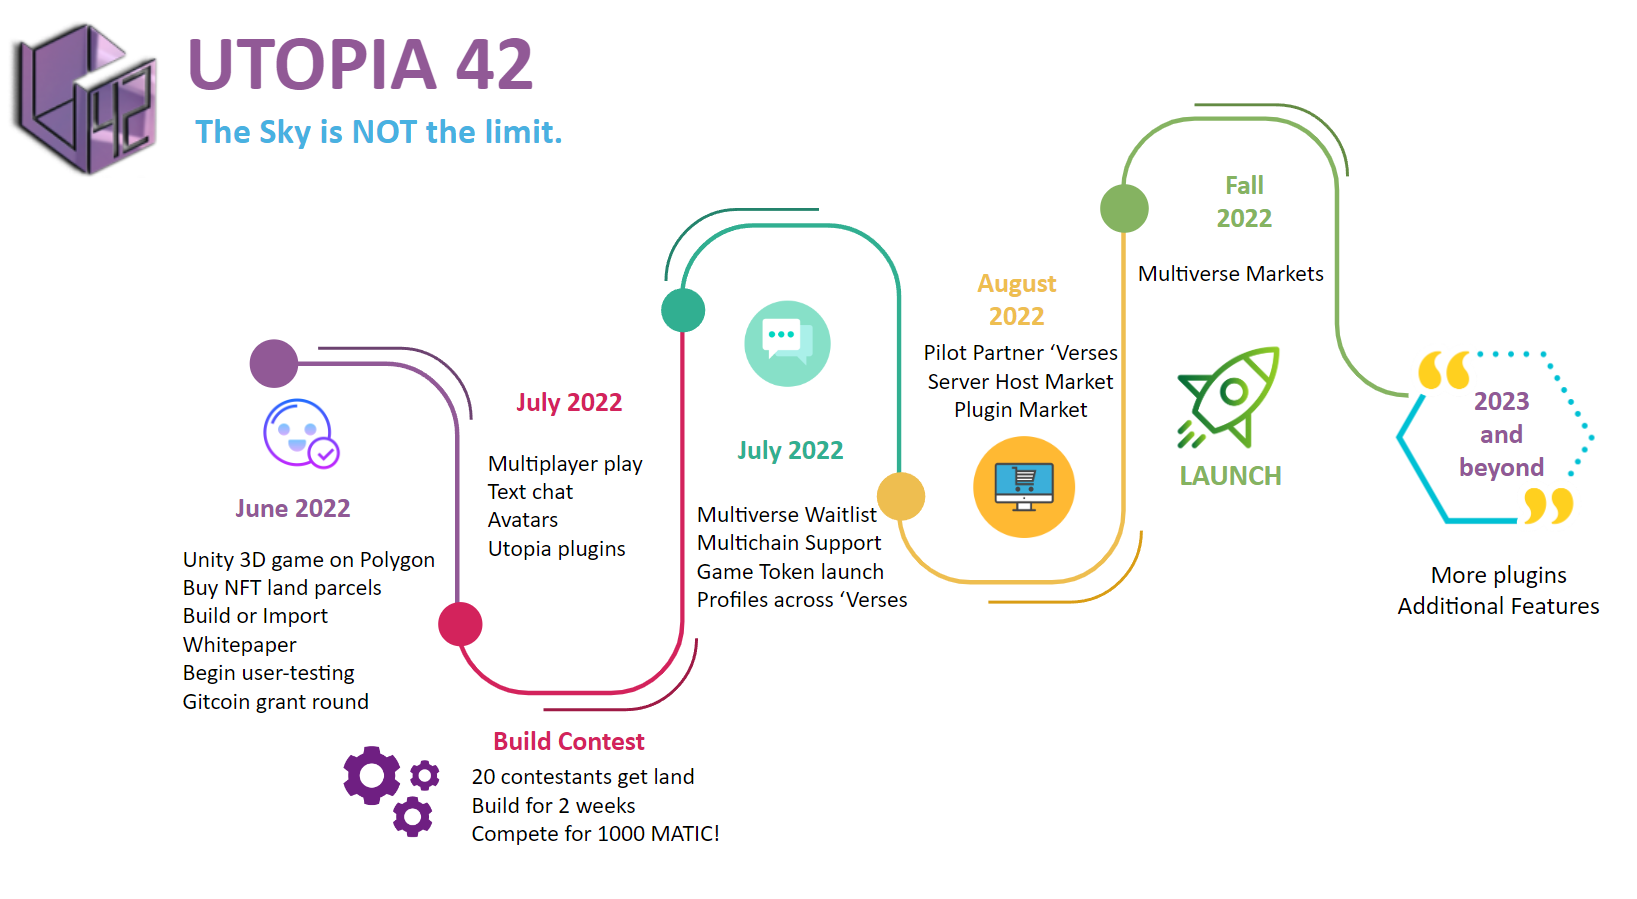 42
UTOPIA 42
The Sky is NOT the limit.
June 2022
Unity 3D game on Polygon
Buy NFT land parcels
Build or Import
Whitepaper
Begin user-testing
Gitcoin grant round
July 2022
Multiplayer play
Text chat
Avatars
Utopia plugins
Build Contest
20 contestants get land
Build for 2 weeks
Compete for 1000 MATIC!
July 2022
Multiverse Waitlist
Multichain Support
Game Token launch
Profiles across ‘Verses
August
2022
Pilot Partner ‘Verses
Server Host Market
Plugin Market
Fall
2022
Multiverse Markets
LAUNCH
2023
and
beyond
More plugins
Additional Features